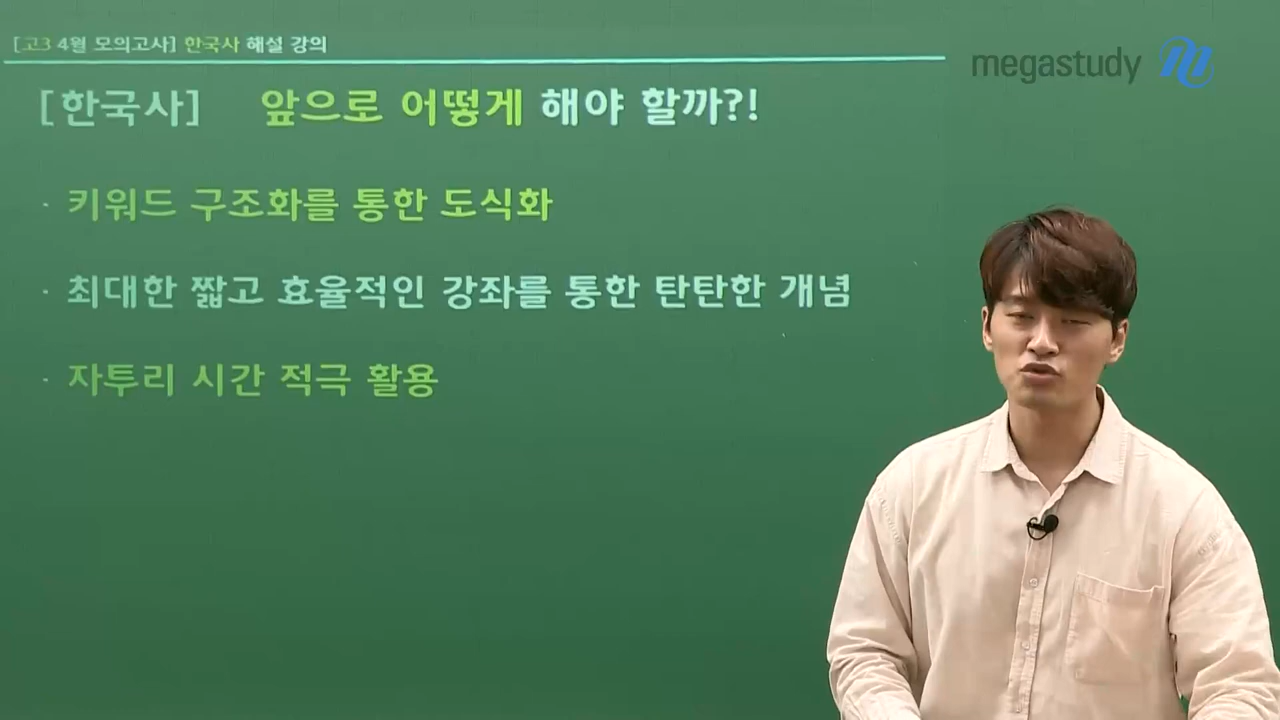 [고3 4월 모의고사] 한국사 해설 강의
megastudy
[한국사] 앞으로 어떻게 해야 할까?!
· 키워드 구조화를 통한 도식화
· 최대한 짧고 효율적인 강좌를 통한 탄탄한 개념
· 자투리 시간 적극 활용